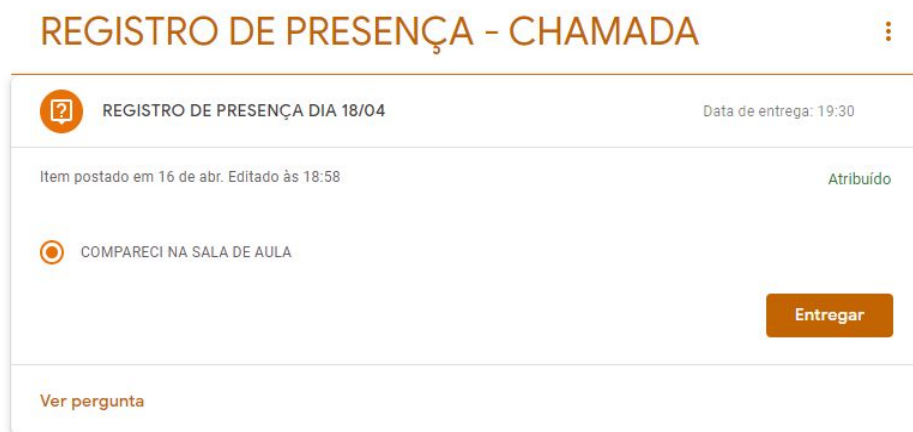 REGISTRO DE PRESENÇA - CHAMADA
REGISTRO DE PRESENÇA DIA 18/04
Data de entrega: 19:30
Item postado em 16 de abr. Editado às 18:58
Atribuído
COMPARECI NA SALA DE AULA
Entregar
Ver pergunta